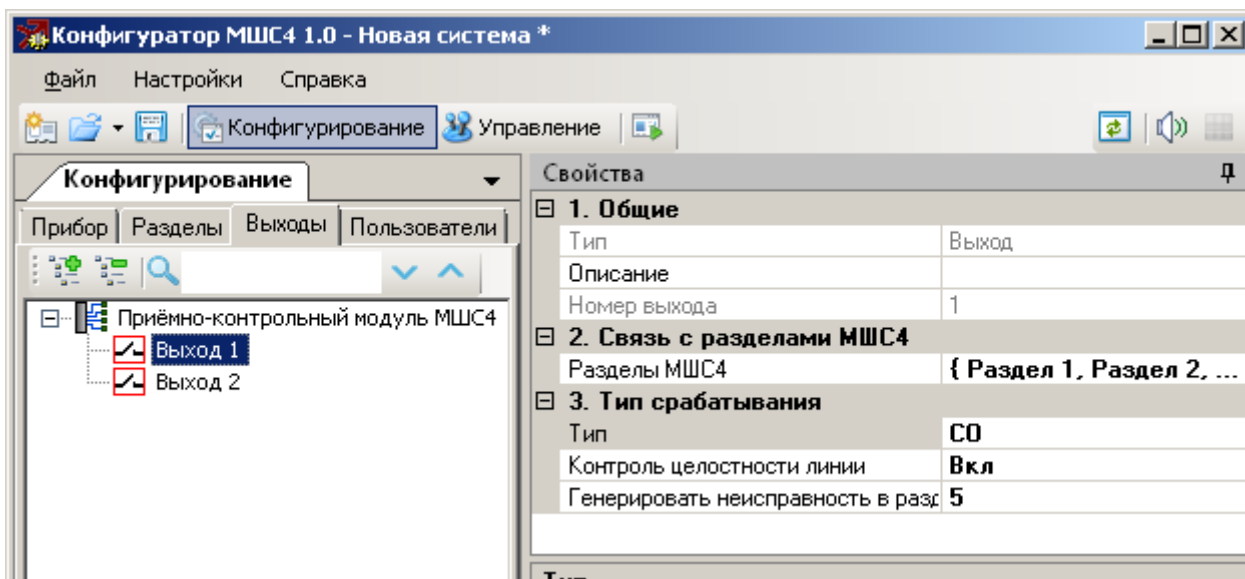 Конфигуратор МШС4 1.0 - Новая система *
Файл Настройки Справка
Конфигурирование Управление
Конфигурирование
Прибор Разделы Выходы Пользователи
Приёмно-контрольный модуль МШС4
Выход 1
Выход 2
Свойства
1. Общие
Тип Выход
Описание
Номер выхода 1
2. Связь с разделами МШС4
Разделы МШС4 { Раздел 1, Раздел 2, ...
3. Тип срабатывания
Тип СО
Контроль целостности линии Вкл
Генерировать неисправность в разд 5
Тип